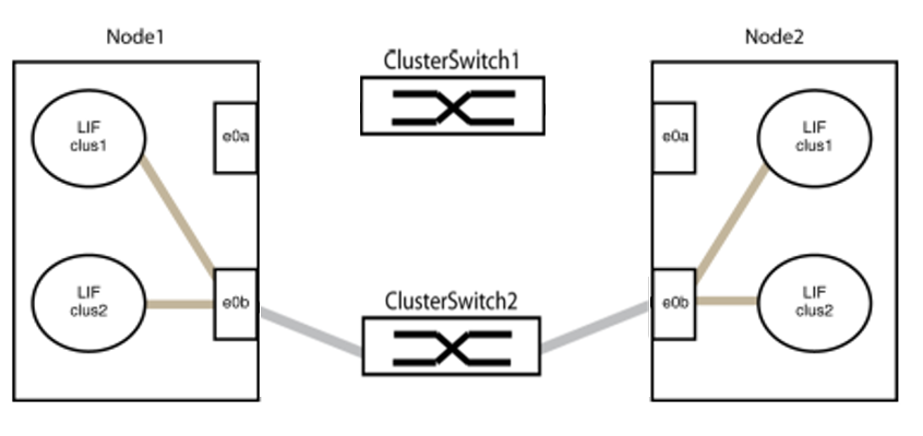 Node1
Node2
ClusterSwitch1
LIF
clus1
e0a
e0a
LIF
clus1
LIF
clus2
e0b
ClusterSwitch2
e0b
LIF
clus2